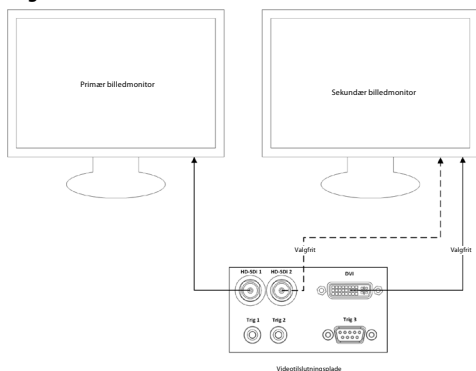 Primær billedmonitor
Sekundær billedmonitor
Valgfrit
Valgfrit
HD-SDI 1
HD-SDI 2
DVI
Trig 1
Trig 2
Trig 3
Videotilslutningsplade